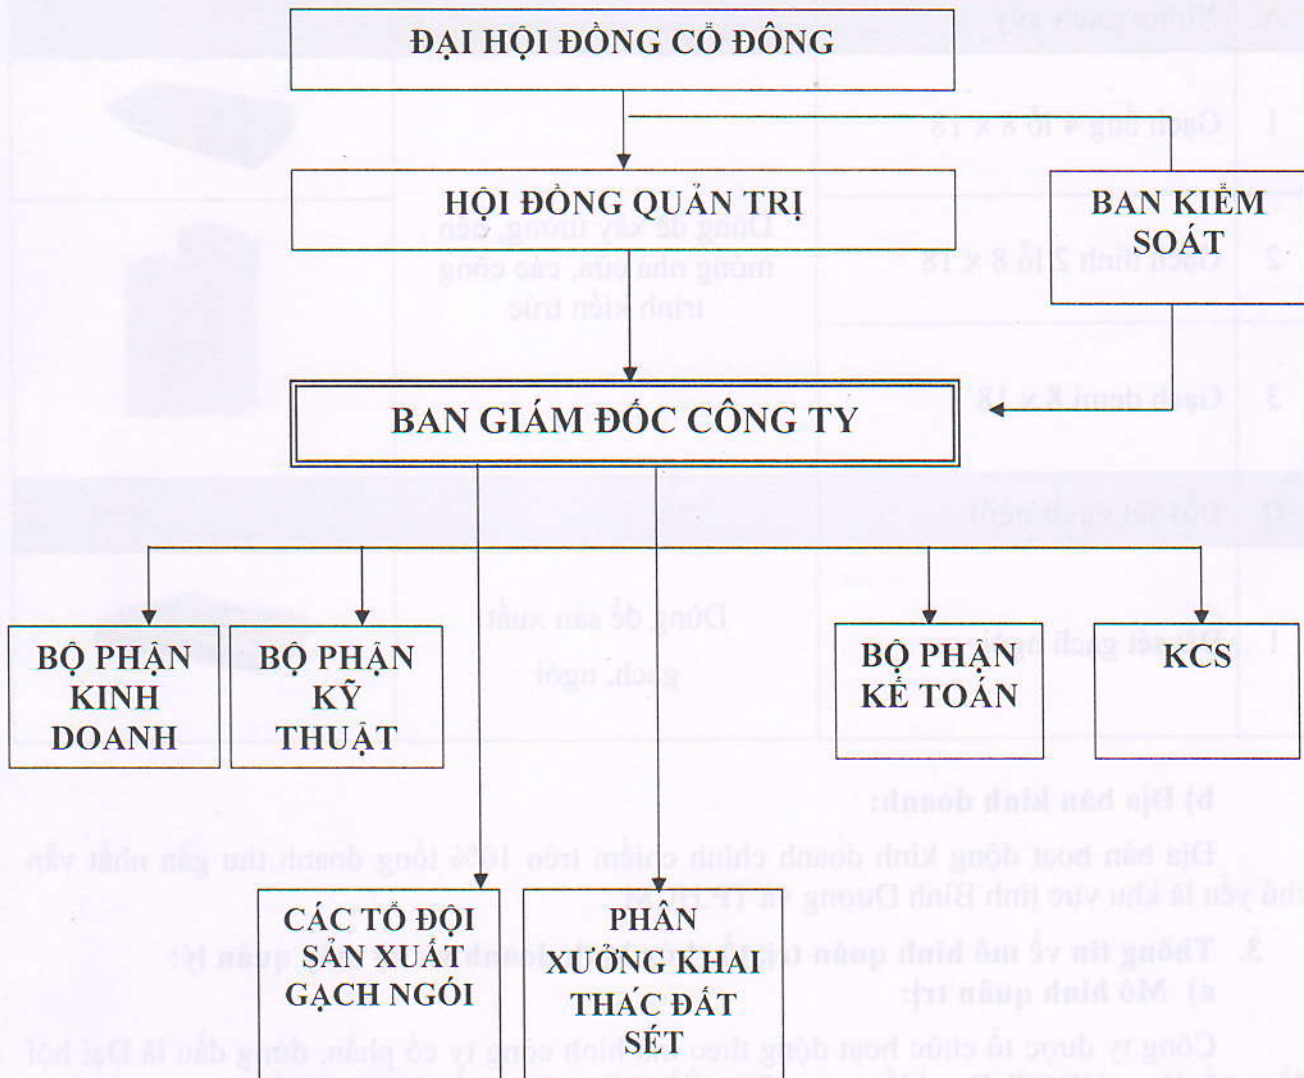 ĐẠI HỘI ĐỒNG CỔ ĐÔNG
HỘI ĐỒNG QUẢN TRỊ
BAN KIỂM
SOÁT
BAN GIÁM ĐỐC CÔNG TY
BỘ PHẬN
KINH
DOANH
BỘ PHẬN
KỸ
THUẬT
BỘ PHẬN
KẾ TOÁN
KCS
CÁC TỔ ĐỘI
SẢN XUẤT
GẠCH NGÓI
PHÂN
XƯỞNG KHAI
THÁC ĐẤT
SÉT